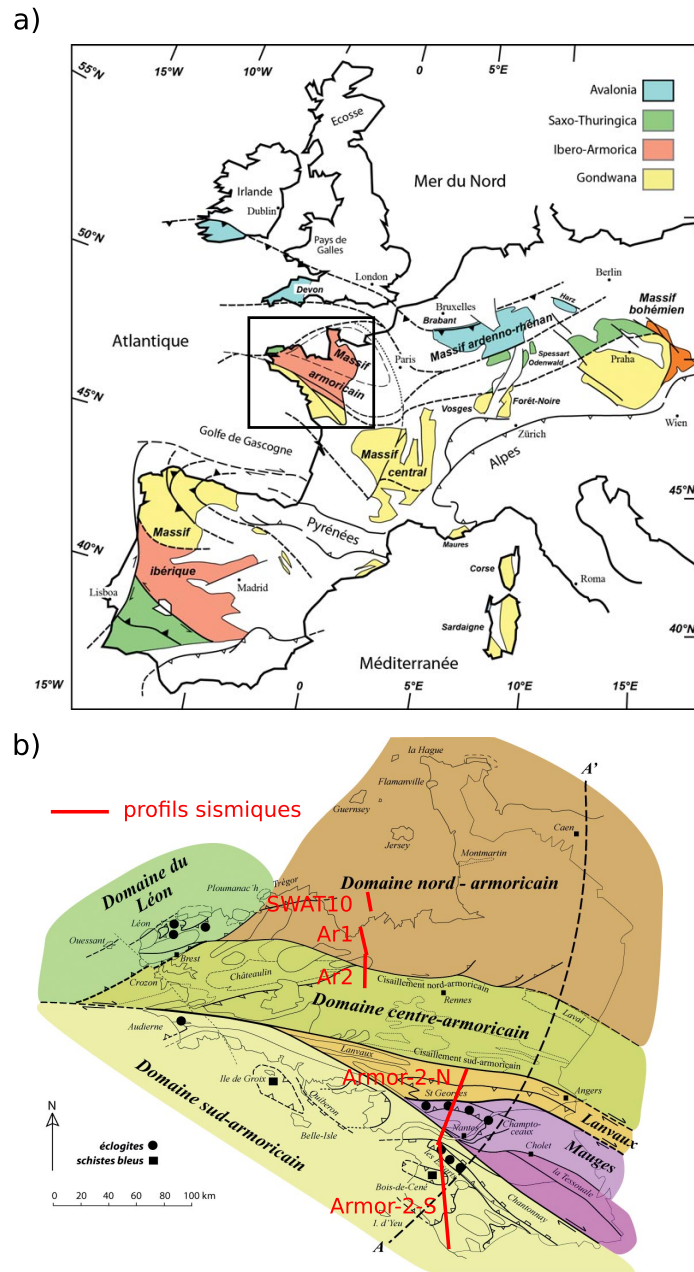 a)
15°W
10°W
0
5°E
55°N
Avalonia
Saxo-Thuringica
Ibero-Armorica
Gondwana
Ecosse
Mer du Nord
Irlande
Dublin
50°N
Pays de
Galles
London
Berlin
Devon
Bruxelles
Harz
Massif
bohémien
Brabant
Massif ardenno-rhénan
Atlantique
Paris
Massif
armoricain
Spessart
Odenwald
Praha
45°N
Vosges
Forêt-Noire
Wien
Zürich
Golfe de Gascogne
Massif
central
Alpes
45°N
Massif
Pyrénées
Maures
40°N
ibérique
Corse
Roma
Lisboa
Madrid
Sardaigne
40°N
Méditerranée
15°W
0
5°E
10°E
15°E
b)
la Hague
A'
profils sismiques
Flamanville
Guernsey
Caen
Jersey
Montmartin
Domaine du
Léon
Ploumanac'h
Trégor
Domaine nord - armoricain
SWAT10
Léon
Ar1
Ouessant
Brest
Châteaulin
Ar2
Cisaillement nord-armoricain
Crozon
Rennes
Laval
Domaine centre-armoricain
Audierne
Lanvaux
Cisaillement sud-armoricain
Domaine sud-armoricain
Armor-2-N
Ile de Groix
Quiberon
St Georges
Angers
Lanvaux
Belle-Isle
Champto-
ceaux
Nantes
Cholet
Mauges
N
éclogites
schistes bleus
les Essarts
Bois-de-Cené
la Tessoualle
0 20 40 60 80 100 km
Armor-2-S
Chantonnay
I. d'Yeu
A